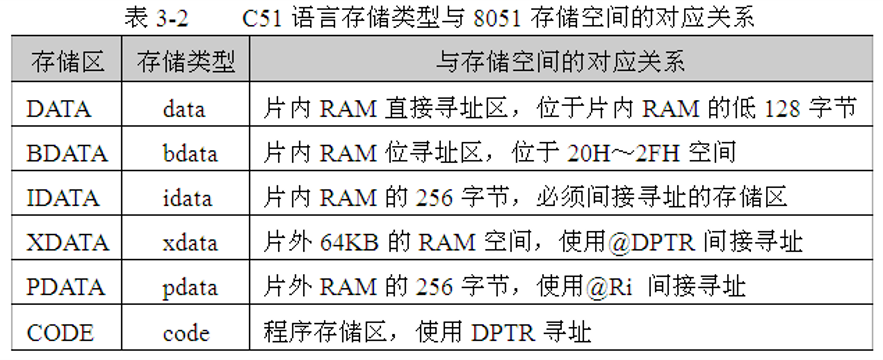 表 3-2 C51 语言存储类型与 8051 存储空间的对应关系
存储区 存储类型 与存储空间的对应关系
DATA data 片内 RAM 直接寻址区，位于片内 RAM 的低 128 字节
BDATA bdata 片内 RAM 位寻址区，位于 20H～2FH 空间
IDATA idata 片内 RAM 的 256 字节，必须间接寻址的存储区
XDATA xdata 片外 64KB 的 RAM 空间，使用@DPTR 间接寻址
PDATA pdata 片外 RAM 的 256 字节，使用@Ri 间接寻址
CODE code 程序存储区，使用 DPTR 寻址